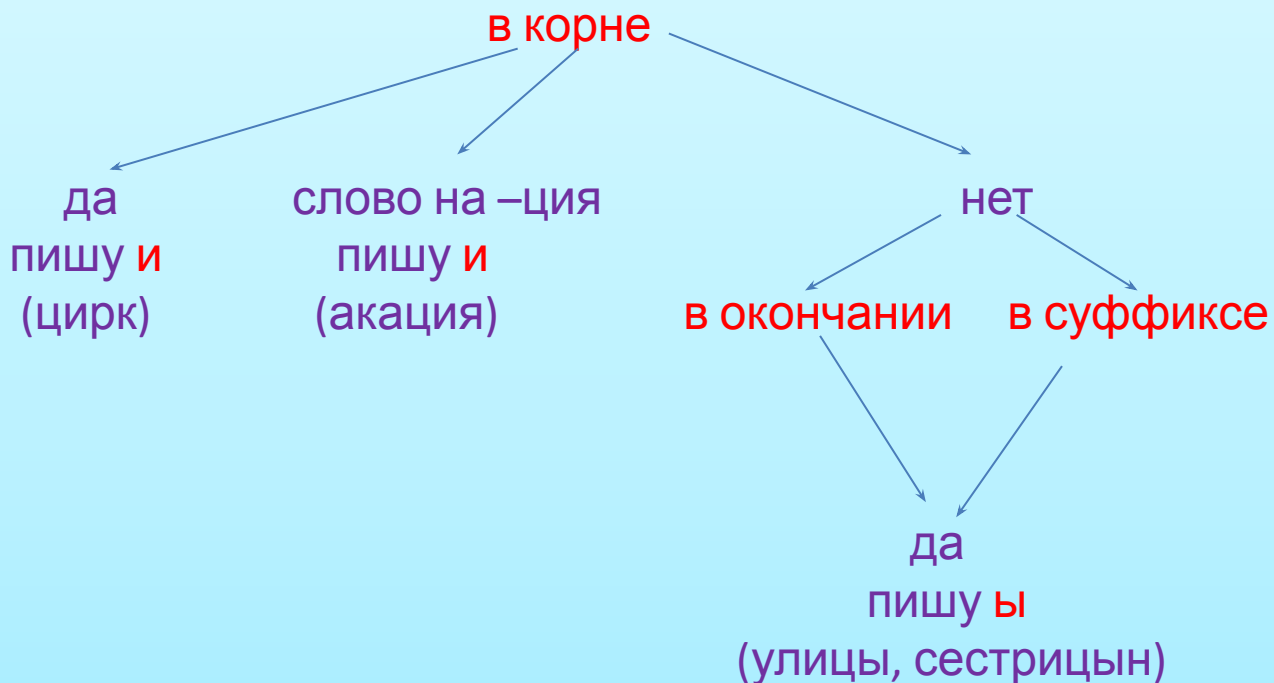 в корне
да
пишу и
(цирк)
слово на –ция
пишу и
(акация)
нет
в окончании
в суффиксе
да
пишу ы
(улицы, сестрицын)